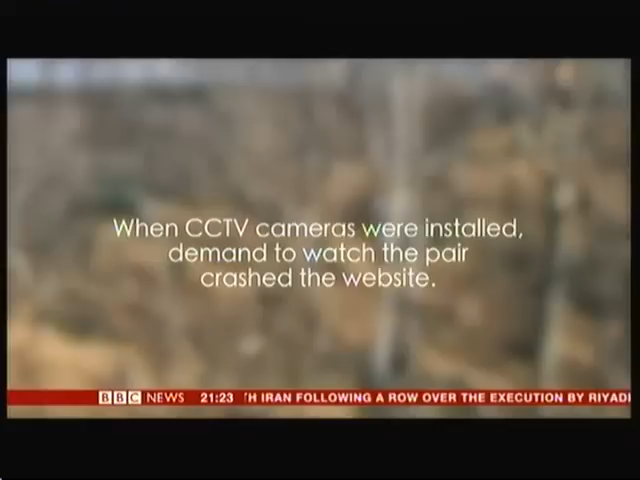 When CCTV cameras were installed,
demand to watch the pair
crashed the website.
BBC NEWS 21:23 'H IRAN FOLLOWING A ROW OVER THE EXECUTION BY RIYAD